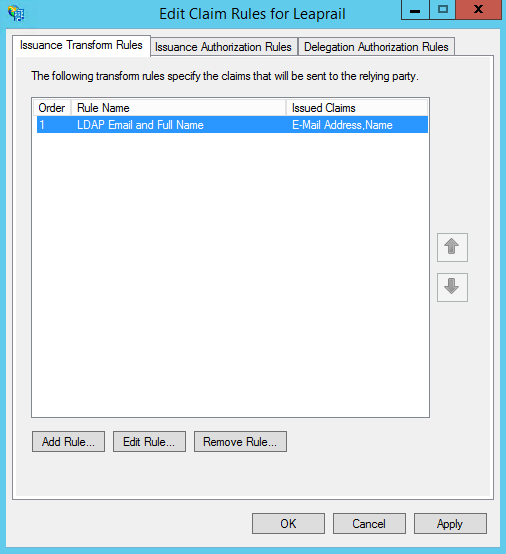 Edit Claim Rules for Leaprail
Issuance Transform Rules Issuance Authorization Rules Delegation Authorization Rules
The following transform rules specify the claims that will be sent to the relying party.
Order Rule Name Issued Claims
1 LDAP Email and Full Name E-Mail Address,Name
Add Rule... Edit Rule... Remove Rule...
OK Cancel Apply